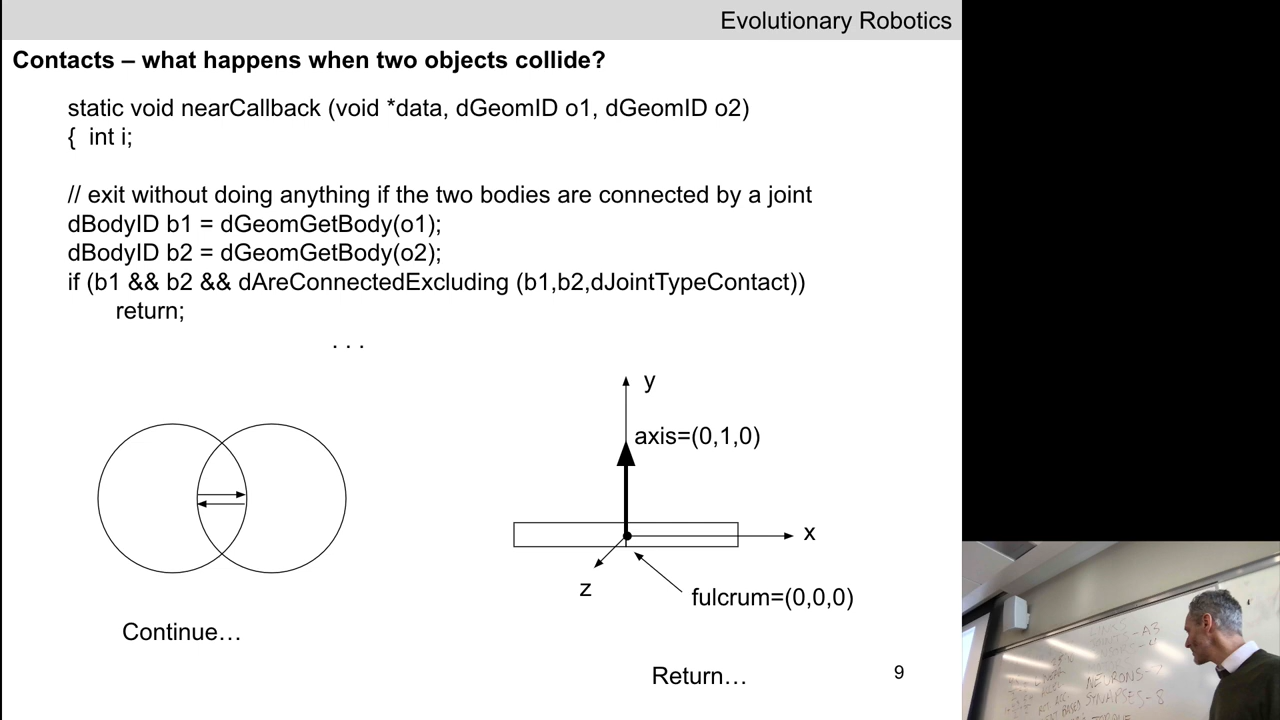 Evolutionary Robotics
Contacts – what happens when two objects collide?
static void nearCallback (void *data, dGeomID o1, dGeomID o2)
{ int i;
// exit without doing anything if the two bodies are connected by a joint
dBodyID b1 = dGeomGetBody(o1);
dBodyID b2 = dGeomGetBody(o2);
if (b1 && b2 && dAreConnectedExcluding (b1,b2,dJointTypeContact))
return;
. . .
y
axis=(0,1,0)
x
z
fulcrum=(0,0,0)
Continue…
Return…
9
NEURONS
SYNAPSES-8